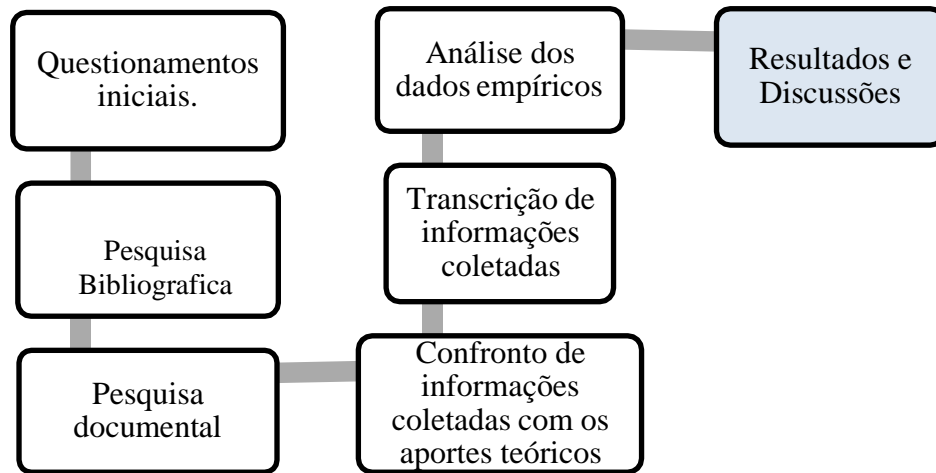 Questionamentos
iniciais.
Pesquisa
Bibliografica
Pesquisa
documental
Confronto de
informações
coletadas com os
aportes teóricos
Transcrição de
informações
coletadas
Análise dos
dados empíricos
Resultados e
Discussões